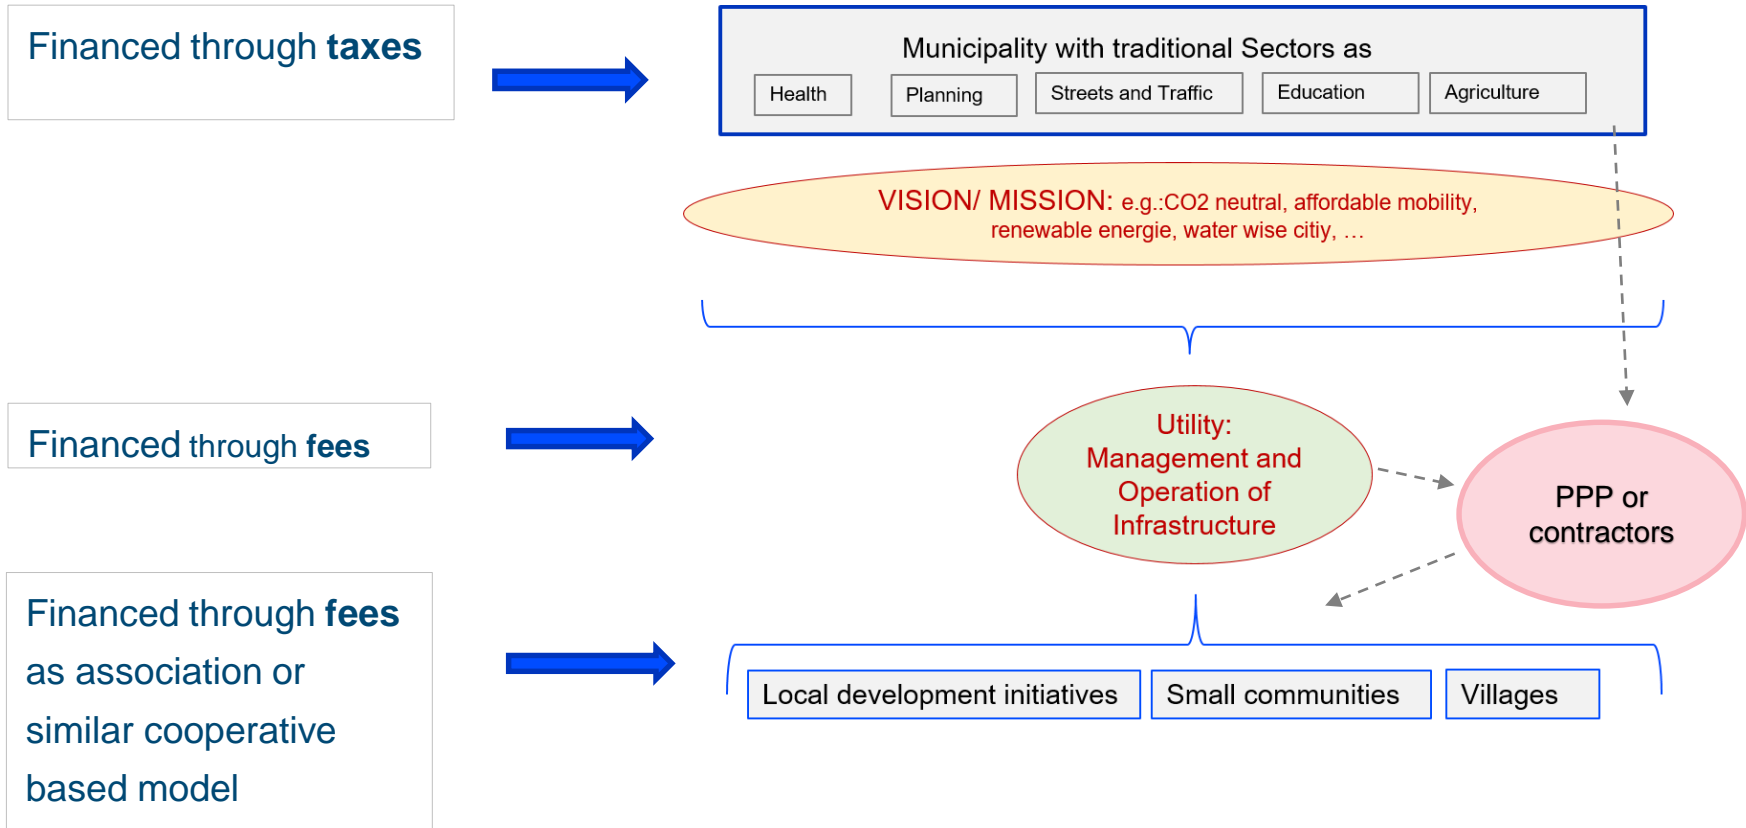 Financed through taxes
Municipality with traditional Sectors as
Health
Planning
Streets and Traffic
Education
Agriculture
VISION/ MISSION: e.g.:CO2 neutral, affordable mobility,
renewable energie, water wise citiy, …
Financed through fees
Utility:
Management and
Operation of
Infrastructure
PPP or
contractors
Financed through fees
as association or
similar cooperative
based model
Local development initiatives
Small communities
Villages